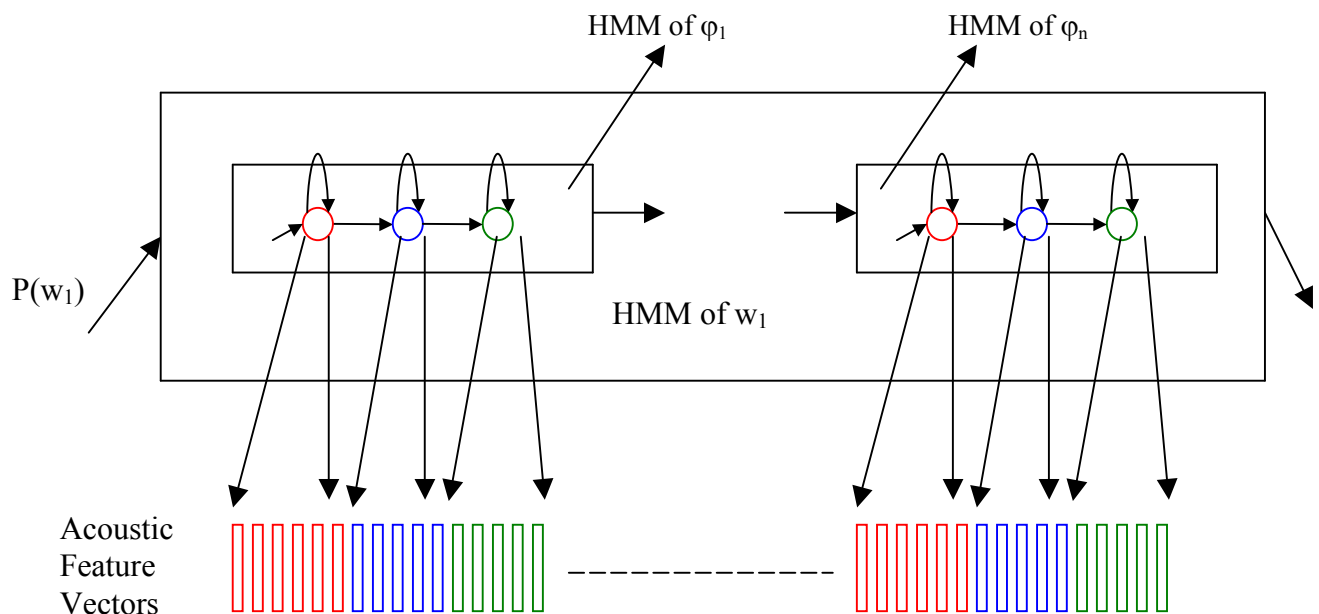 HMM of φ₁
HMM of φₙ
P(w₁)
HMM of w₁
Acoustic
Feature
Vectors